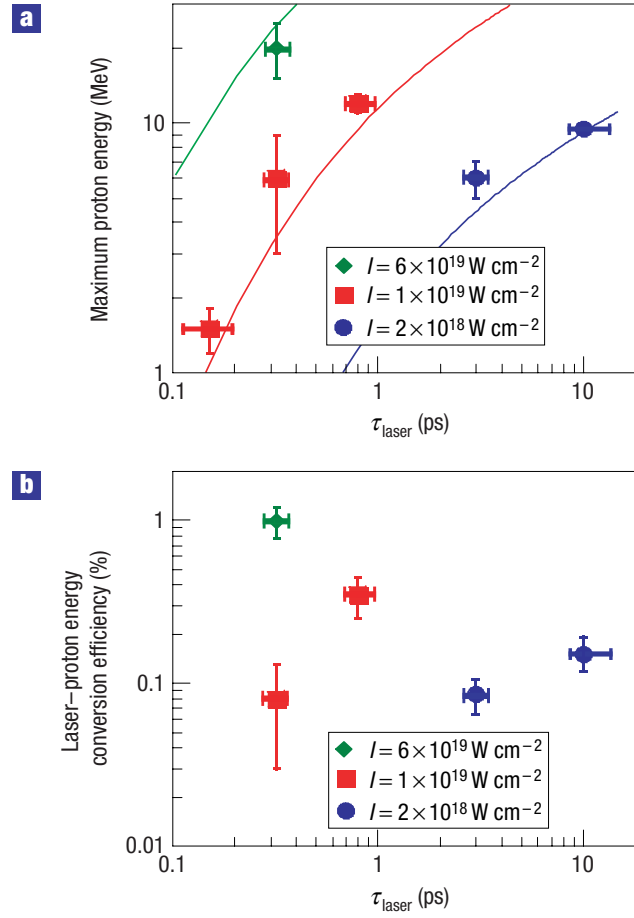 a
Maximum proton energy (MeV)
10
1
I = 6 × 10¹⁹ W cm⁻²
I = 1 × 10¹⁹ W cm⁻²
I = 2 × 10¹⁸ W cm⁻²
0.1
1
10
τlaser (ps)
b
Laser–proton energy
conversion efficiency (%)
1
0.1
0.01
I = 6 × 10¹⁹ W cm⁻²
I = 1 × 10¹⁹ W cm⁻²
I = 2 × 10¹⁸ W cm⁻²
0.1
1
10
τlaser (ps)